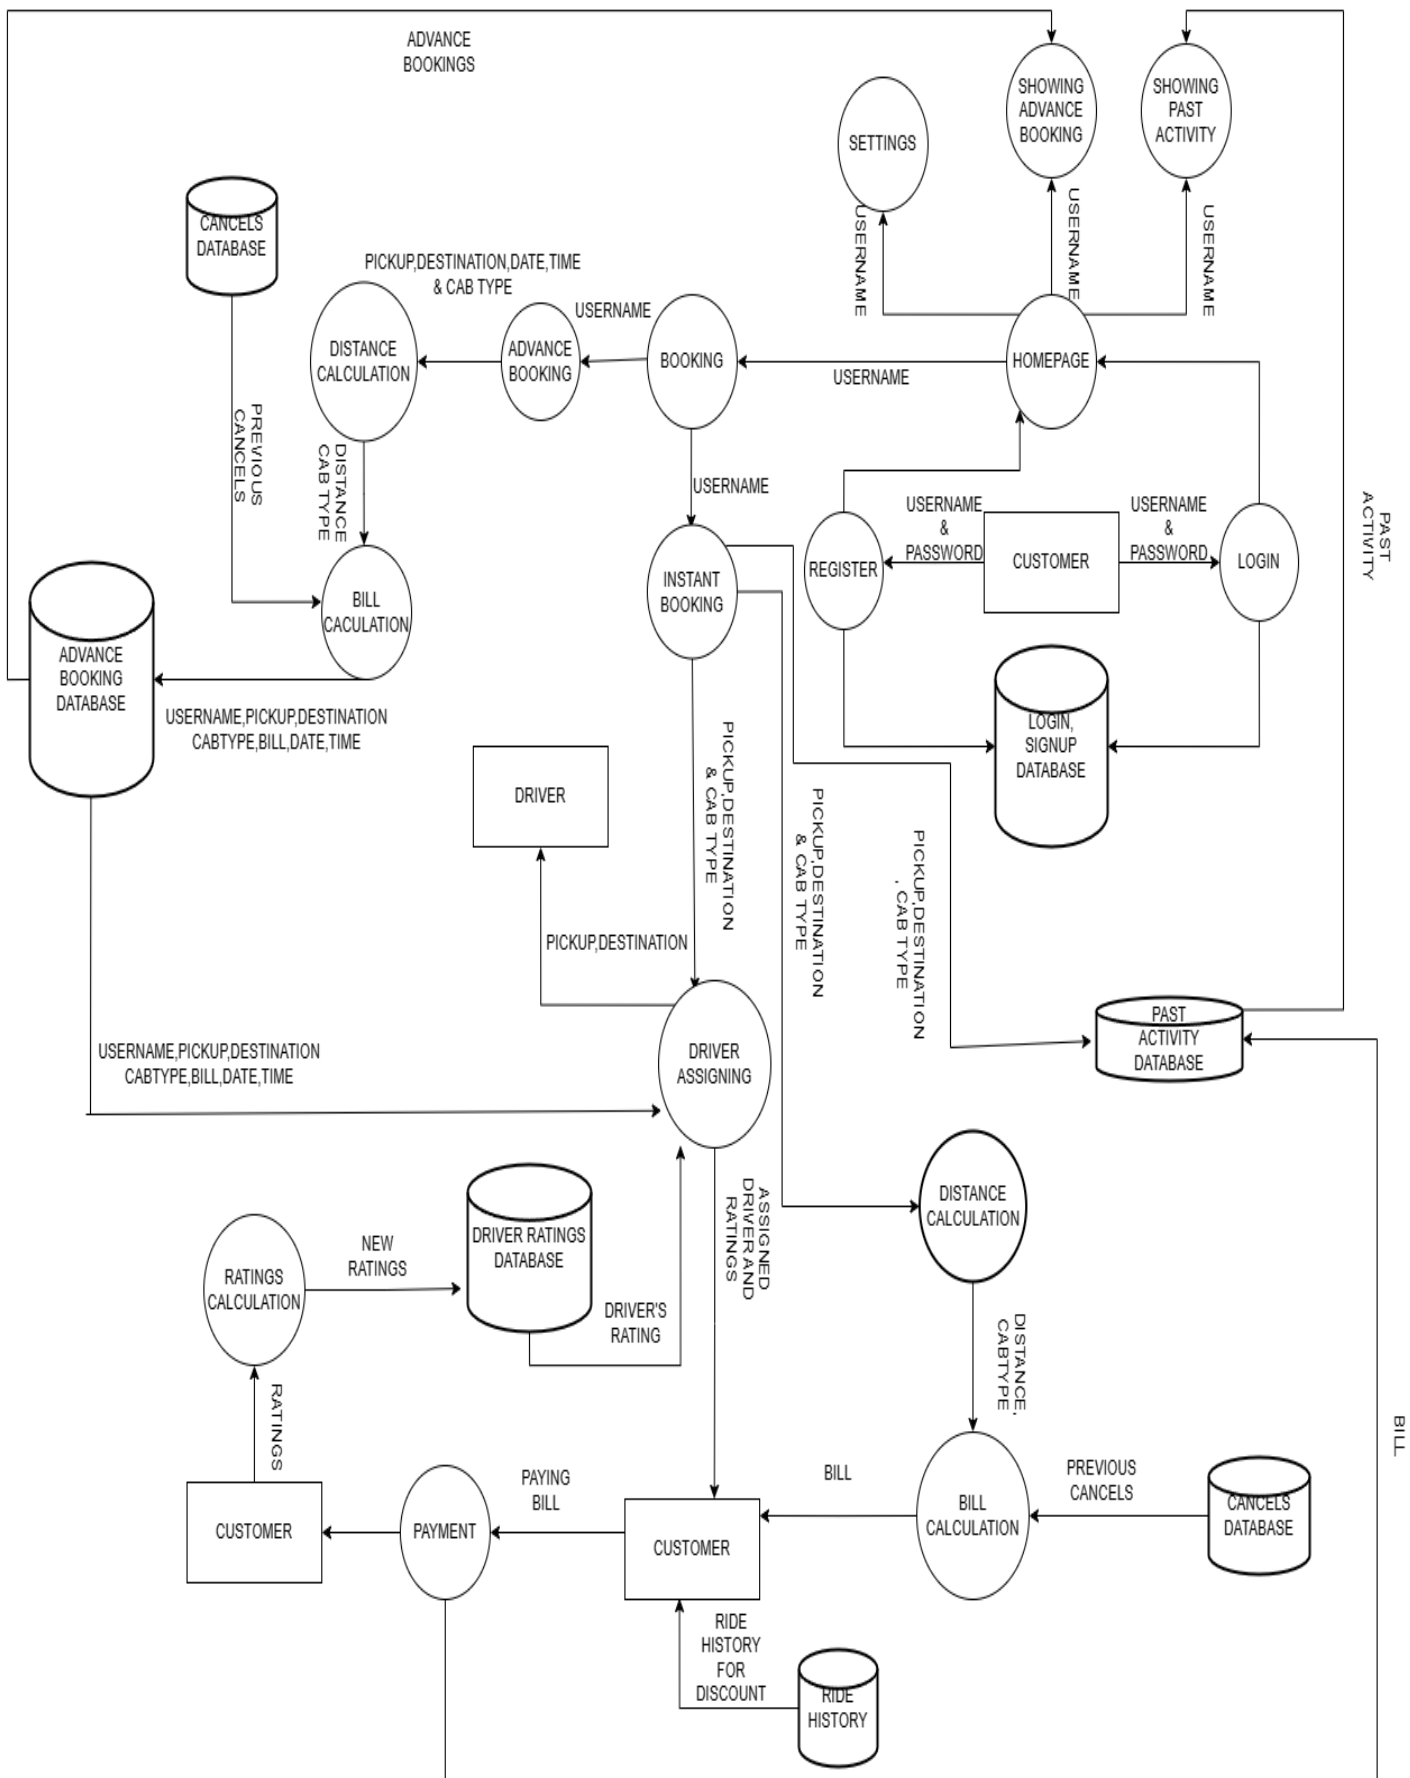 ADVANCE
BOOKINGS
SHOWING
ADVANCE
BOOKING
SHOWING
PAST
ACTIVITY
SETTINGS
CANCELS
DATABASE
USERNAME
USERNAME
USERNAME
PICKUP,DESTINATION,DATE,TIME
& CAB TYPE
USERNAME
DISTANCE
CALCULATION
ADVANCE
BOOKING
BOOKING
HOMEPAGE
USERNAME
PREVIOUS
CANCELS
DISTANCE
CAB TYPE
USERNAME
USERNAME
&
PASSWORD
USERNAME
&
PASSWORD
PAST
ACTIVITY
REGISTER
CUSTOMER
LOGIN
INSTANT
BOOKING
BILL
CACULATION
ADVANCE
BOOKING
DATABASE
USERNAME,PICKUP,DESTINATION
CABTYPE,BILL,DATE,TIME
LOGIN,
SIGNUP
DATABASE
DRIVER
PICKUP,DESTINATION
& CAB TYPE
PICKUP,DESTINATION
& CAB TYPE
PICKUP,DESTINATION
, CAB TYPE
PICKUP,DESTINATION
PAST
ACTIVITY
DATABASE
USERNAME,PICKUP,DESTINATION
CABTYPE,BILL,DATE,TIME
DRIVER
ASSIGNING
ASSIGNED
DRIVER AND
RATINGS
DISTANCE
CALCULATION
RATINGS
CALCULATION
NEW
RATINGS
DRIVER RATINGS
DATABASE
DRIVER'S
RATING
DISTANCE,
CABTYPE
RATINGS
BILL
CUSTOMER
PAYMENT
PAYING
BILL
CUSTOMER
BILL
BILL
CALCULATION
PREVIOUS
CANCELS
CANCELS
DATABASE
RIDE
HISTORY
FOR
DISCOUNT
RIDE
HISTORY